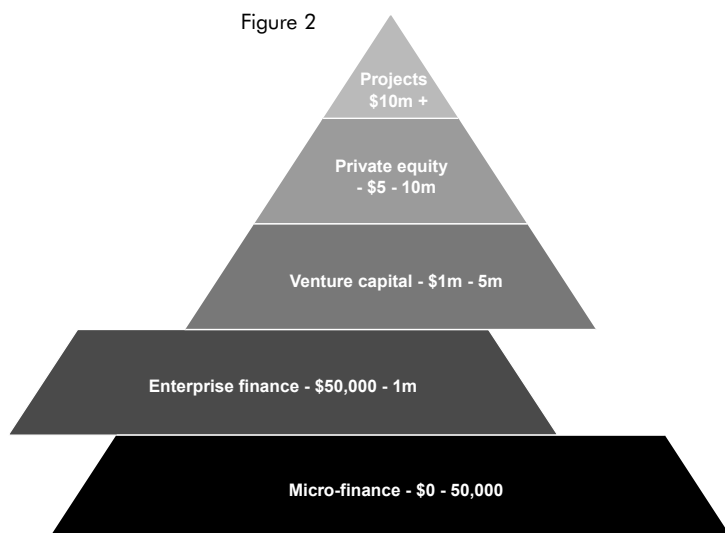 Figure 2
Projects
$10m +
Private equity
- $5 - 10m
Venture capital - $1m - 5m
Enterprise finance - $50,000 - 1m
Micro-finance - $0 - 50,000